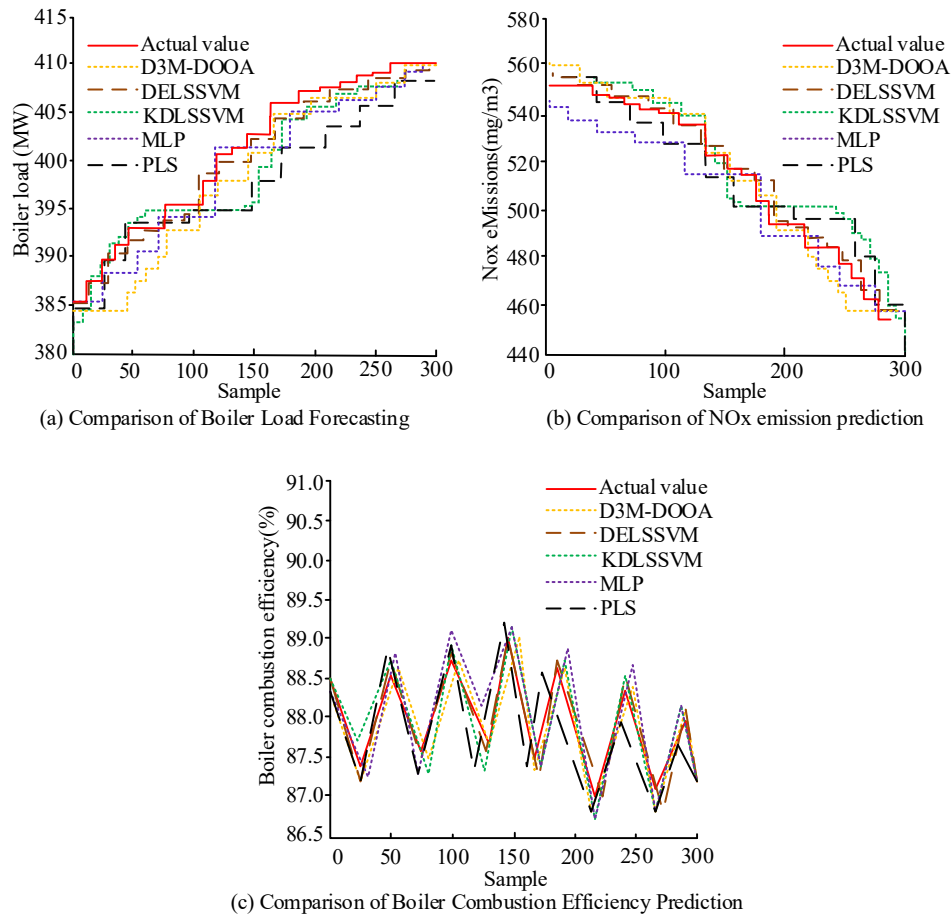 415
410
405
400
395
390
385
380
Boiler load (MW)
Actual value
D3M-DOOA
DELSSVM
KDLSSVM
MLP
PLS
0 50 100 150 200 250 300
Sample
(a) Comparison of Boiler Load Forecasting
580
560
540
520
500
480
460
440
Nox eMissions(mg/m3)
Actual value
D3M-DOOA
DELSSVM
KDLSSVM
MLP
PLS
0 100 200 300
Sample
(b) Comparison of NOx emission prediction
91.0
90.5
90.0
89.0
88.5
88.0
87.5
87.0
86.5
Boiler combustion efficiency(%)
Actual value
D3M-DOOA
DELSSVM
KDLSSVM
MLP
PLS
0 50 100 150 200 250 300
Sample
(c) Comparison of Boiler Combustion Efficiency Prediction